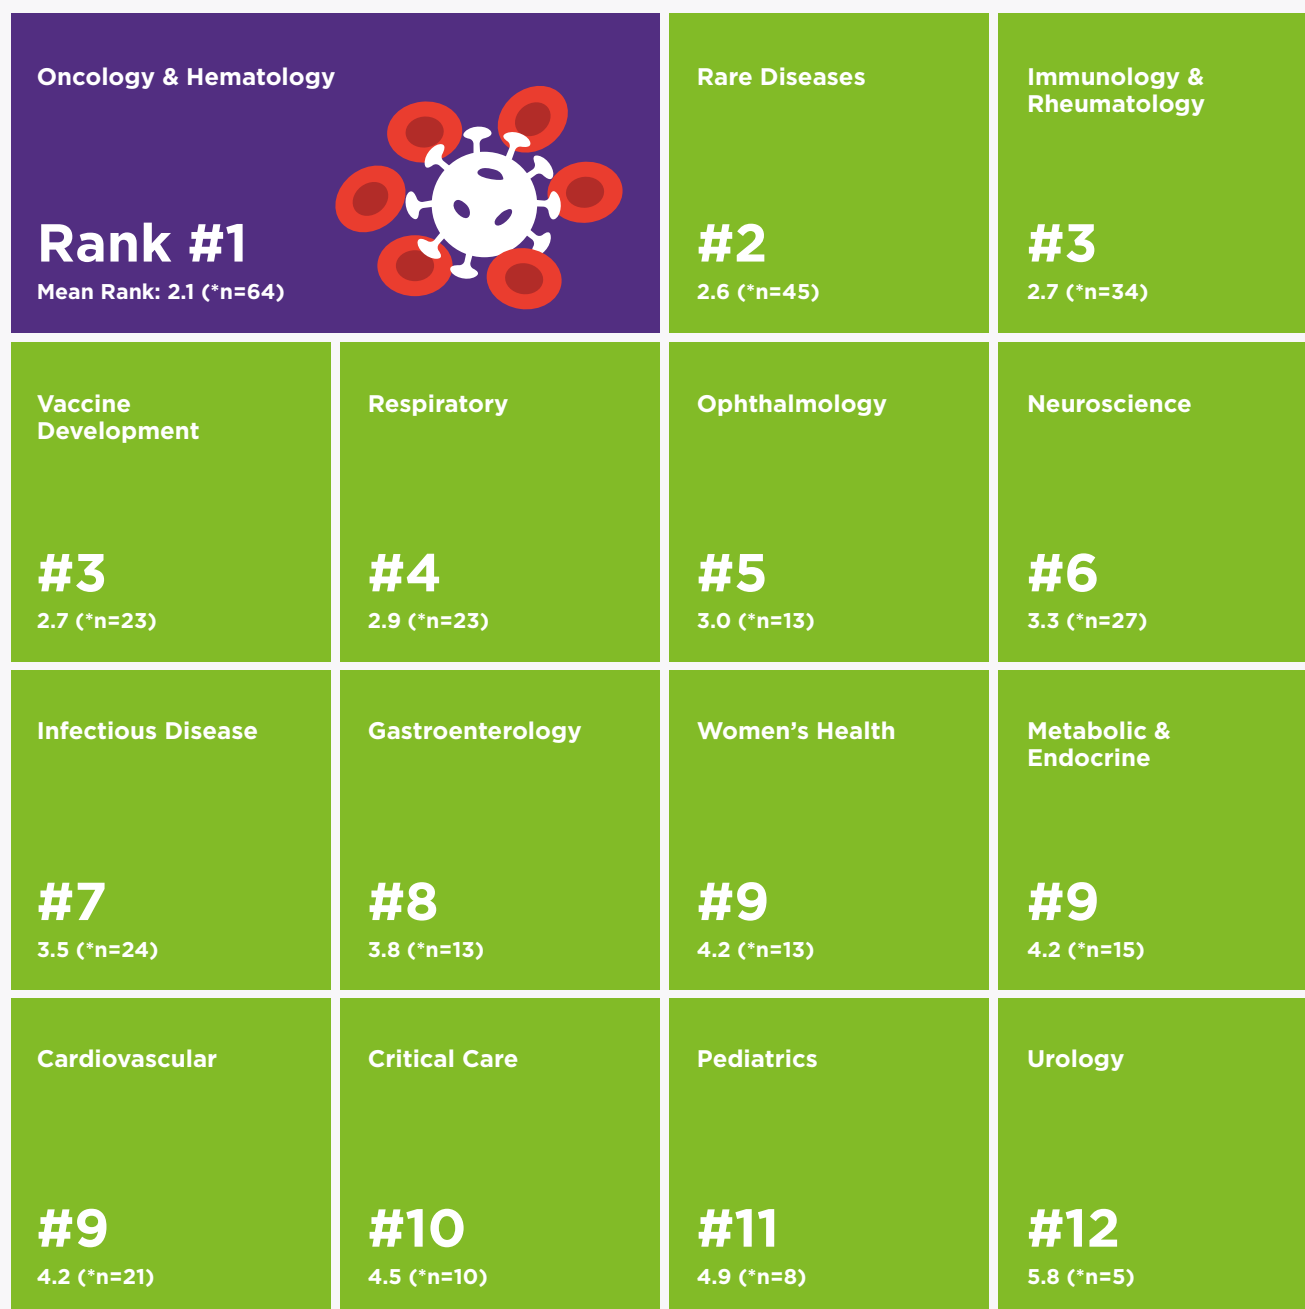 Oncology & Hematology
Rank #1
Mean Rank: 2.1 (*n=64)
Rare Diseases
#2
2.6 (*n=45)
Immunology &
Rheumatology
#3
2.7 (*n=34)
Vaccine
Development
#3
2.7 (*n=23)
Respiratory
#4
2.9 (*n=23)
Ophthalmology
#5
3.0 (*n=13)
Neuroscience
#6
3.3 (*n=27)
Infectious Disease
#7
3.5 (*n=24)
Gastroenterology
#8
3.8 (*n=13)
Women’s Health
#9
4.2 (*n=13)
Metabolic &
Endocrine
#9
4.2 (*n=15)
Cardiovascular
#9
4.2 (*n=21)
Critical Care
#10
4.5 (*n=10)
Pediatrics
#11
4.9 (*n=8)
Urology
#12
5.8 (*n=5)